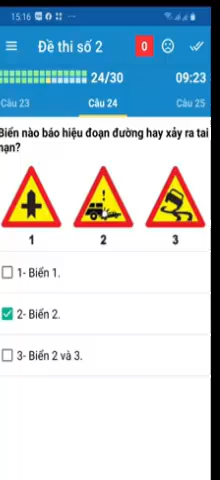 15:16
Đề thi số 2
0
24/30
09:23
Câu 23
Câu 24
Câu 25
Biển nào báo hiệu đoạn đường hay xảy ra tai
nạn?
1
2
3
1- Biển 1.
2- Biển 2.
3- Biển 2 và 3.